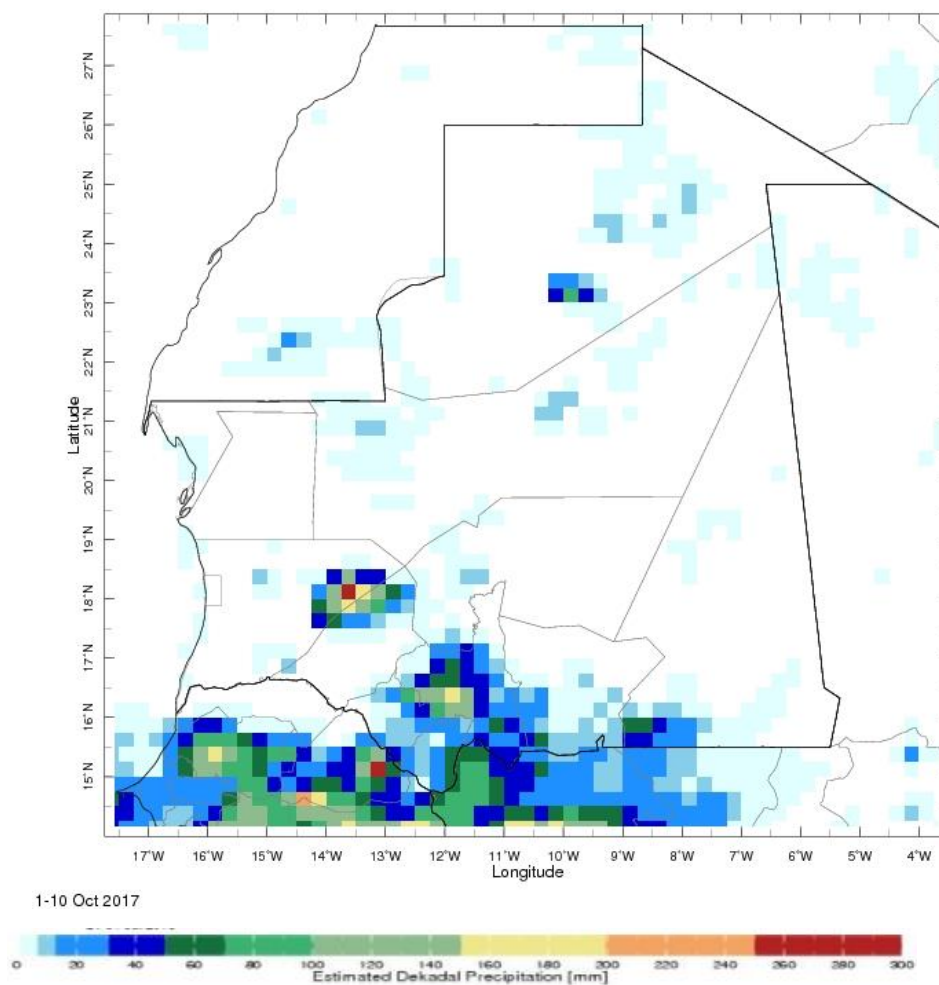 27°N
26°N
25°N
24°N
23°N
22°N
21°N
20°N
19°N
18°N
17°N
16°N
15°N
Latitude
17°W 16°W 15°W 14°W 13°W 12°W 11°W 10°W 9°W 8°W 7°W 6°W 5°W 4°W
Longitude
1-10 Oct 2017
0 20 40 60 80 100 120 140 160 180 200 220 240 260 280 300
Estimated Dekadal Precipitation [mm]